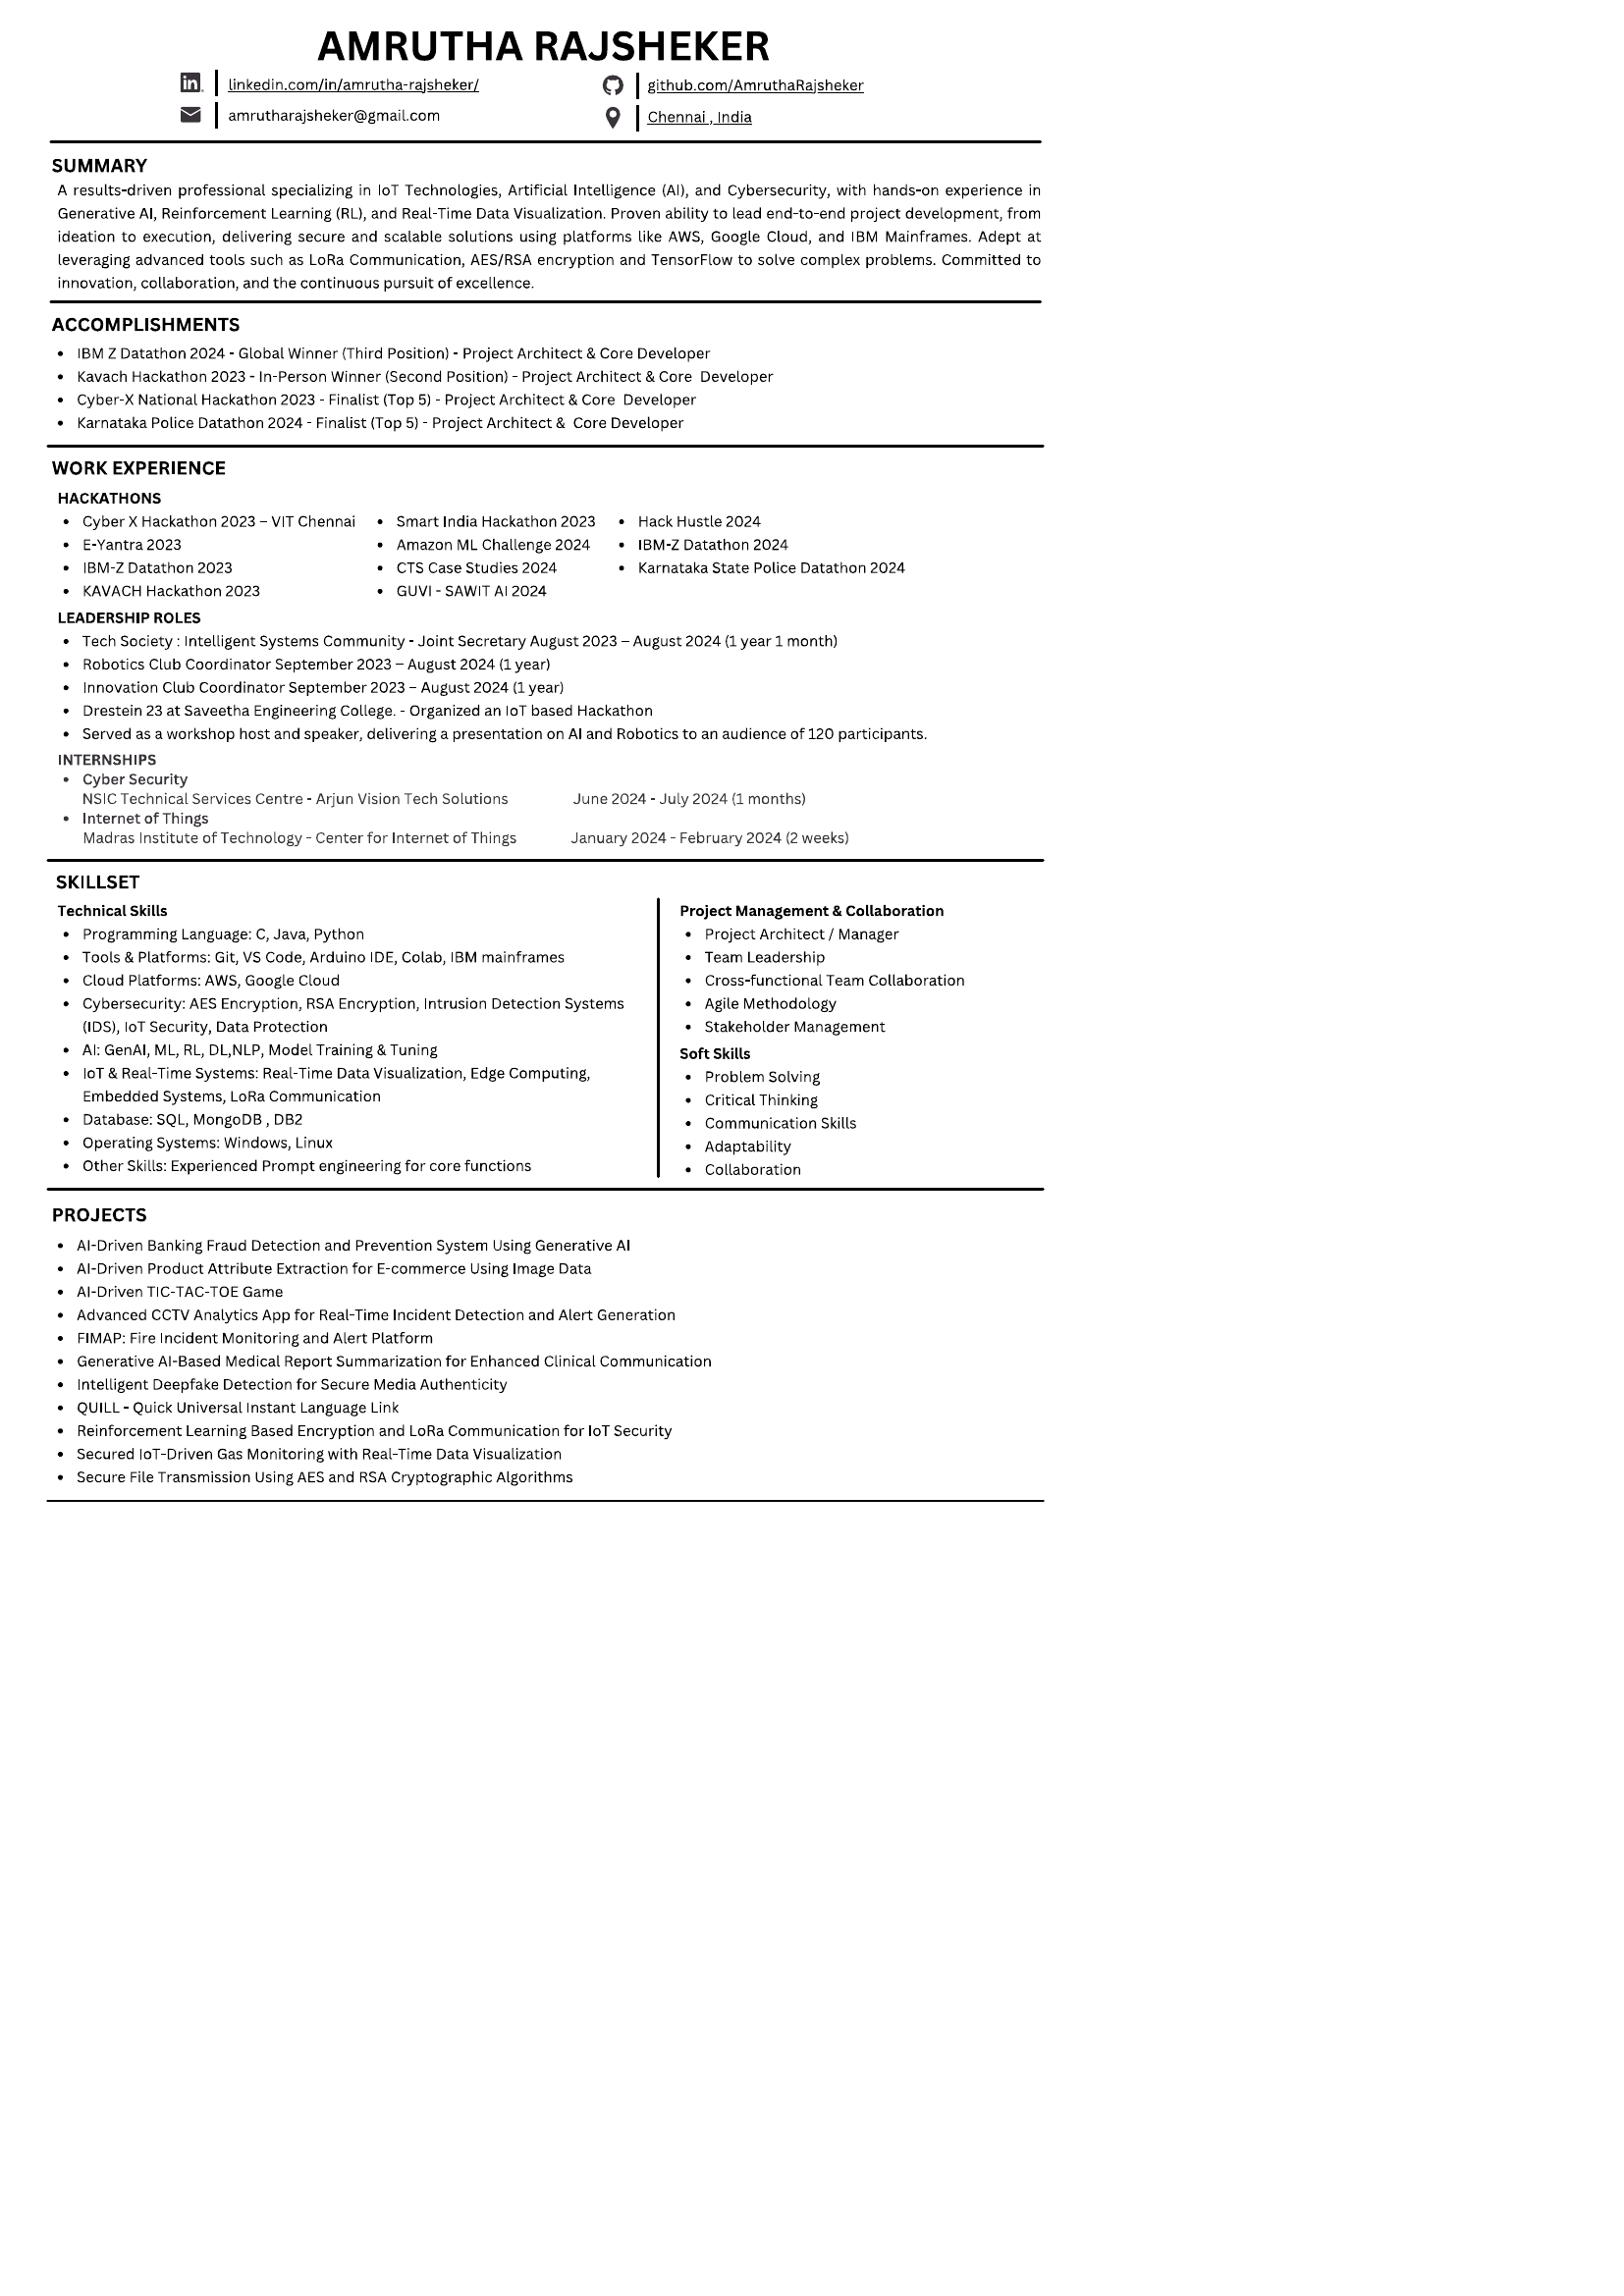 AMRUTHA RAJSHEKER
linkedin.com/in/amrutha-rajsheker/
github.com/AmruthaRajsheker
amrutharajsheker@gmail.com
Chennai , India
SUMMARY
A results-driven professional specializing in IoT Technologies, Artificial Intelligence (AI), and Cybersecurity, with hands-on experience in
Generative AI, Reinforcement Learning (RL), and Real-Time Data Visualization. Proven ability to lead end-to-end project development, from
ideation to execution, delivering secure and scalable solutions using platforms like AWS, Google Cloud, and IBM Mainframes. Adept at
leveraging advanced tools such as LoRa Communication, AES/RSA encryption and TensorFlow to solve complex problems. Committed to
innovation, collaboration, and the continuous pursuit of excellence.
ACCOMPLISHMENTS
• IBM Z Datathon 2024 - Global Winner (Third Position) - Project Architect & Core Developer
• Kavach Hackathon 2023 - In-Person Winner (Second Position) - Project Architect & Core  Developer
• Cyber-X National Hackathon 2023 - Finalist (Top 5) - Project Architect & Core  Developer
• Karnataka Police Datathon 2024 - Finalist (Top 5) - Project Architect &  Core Developer
WORK EXPERIENCE
HACKATHONS
• Cyber X Hackathon 2023 – VIT Chennai
• E-Yantra 2023
• IBM-Z Datathon 2023
• KAVACH Hackathon 2023
• Smart India Hackathon 2023
• Amazon ML Challenge 2024
• CTS Case Studies 2024
• GUVI - SAWIT AI 2024
• Hack Hustle 2024
• IBM-Z Datathon 2024
• Karnataka State Police Datathon 2024
LEADERSHIP ROLES
• Tech Society : Intelligent Systems Community - Joint Secretary August 2023 – August 2024 (1 year 1 month)
• Robotics Club Coordinator September 2023 – August 2024 (1 year)
• Innovation Club Coordinator September 2023 – August 2024 (1 year)
• Drestein 23 at Saveetha Engineering College. - Organized an IoT based Hackathon
• Served as a workshop host and speaker, delivering a presentation on AI and Robotics to an audience of 120 participants.
INTERNSHIPS
• Cyber Security
NSIC Technical Services Centre - Arjun Vision Tech Solutions June 2024 - July 2024 (1 months)
• Internet of Things
Madras Institute of Technology - Center for Internet of Things January 2024 - February 2024 (2 weeks)
SKILLSET
Technical Skills
• Programming Language: C, Java, Python
• Tools & Platforms: Git, VS Code, Arduino IDE, Colab, IBM mainframes
• Cloud Platforms: AWS, Google Cloud
• Cybersecurity: AES Encryption, RSA Encryption, Intrusion Detection Systems
(IDS), IoT Security, Data Protection
• AI: GenAI, ML, RL, DL,NLP, Model Training & Tuning
• IoT & Real-Time Systems: Real-Time Data Visualization, Edge Computing,
Embedded Systems, LoRa Communication
• Database: SQL, MongoDB , DB2
• Operating Systems: Windows, Linux
• Other Skills: Experienced Prompt engineering for core functions
Project Management & Collaboration
• Project Architect / Manager
• Team Leadership
• Cross-functional Team Collaboration
• Agile Methodology
• Stakeholder Management
Soft Skills
• Problem Solving
• Critical Thinking
• Communication Skills
• Adaptability
• Collaboration
PROJECTS
• AI-Driven Banking Fraud Detection and Prevention System Using Generative AI
• AI-Driven Product Attribute Extraction for E-commerce Using Image Data
• AI-Driven TIC-TAC-TOE Game
• Advanced CCTV Analytics App for Real-Time Incident Detection and Alert Generation
• FIMAP: Fire Incident Monitoring and Alert Platform
• Generative AI-Based Medical Report Summarization for Enhanced Clinical Communication
• Intelligent Deepfake Detection for Secure Media Authenticity
• QUILL - Quick Universal Instant Language Link
• Reinforcement Learning Based Encryption and LoRa Communication for IoT Security
• Secured IoT-Driven Gas Monitoring with Real-Time Data Visualization
• Secure File Transmission Using AES and RSA Cryptographic Algorithms